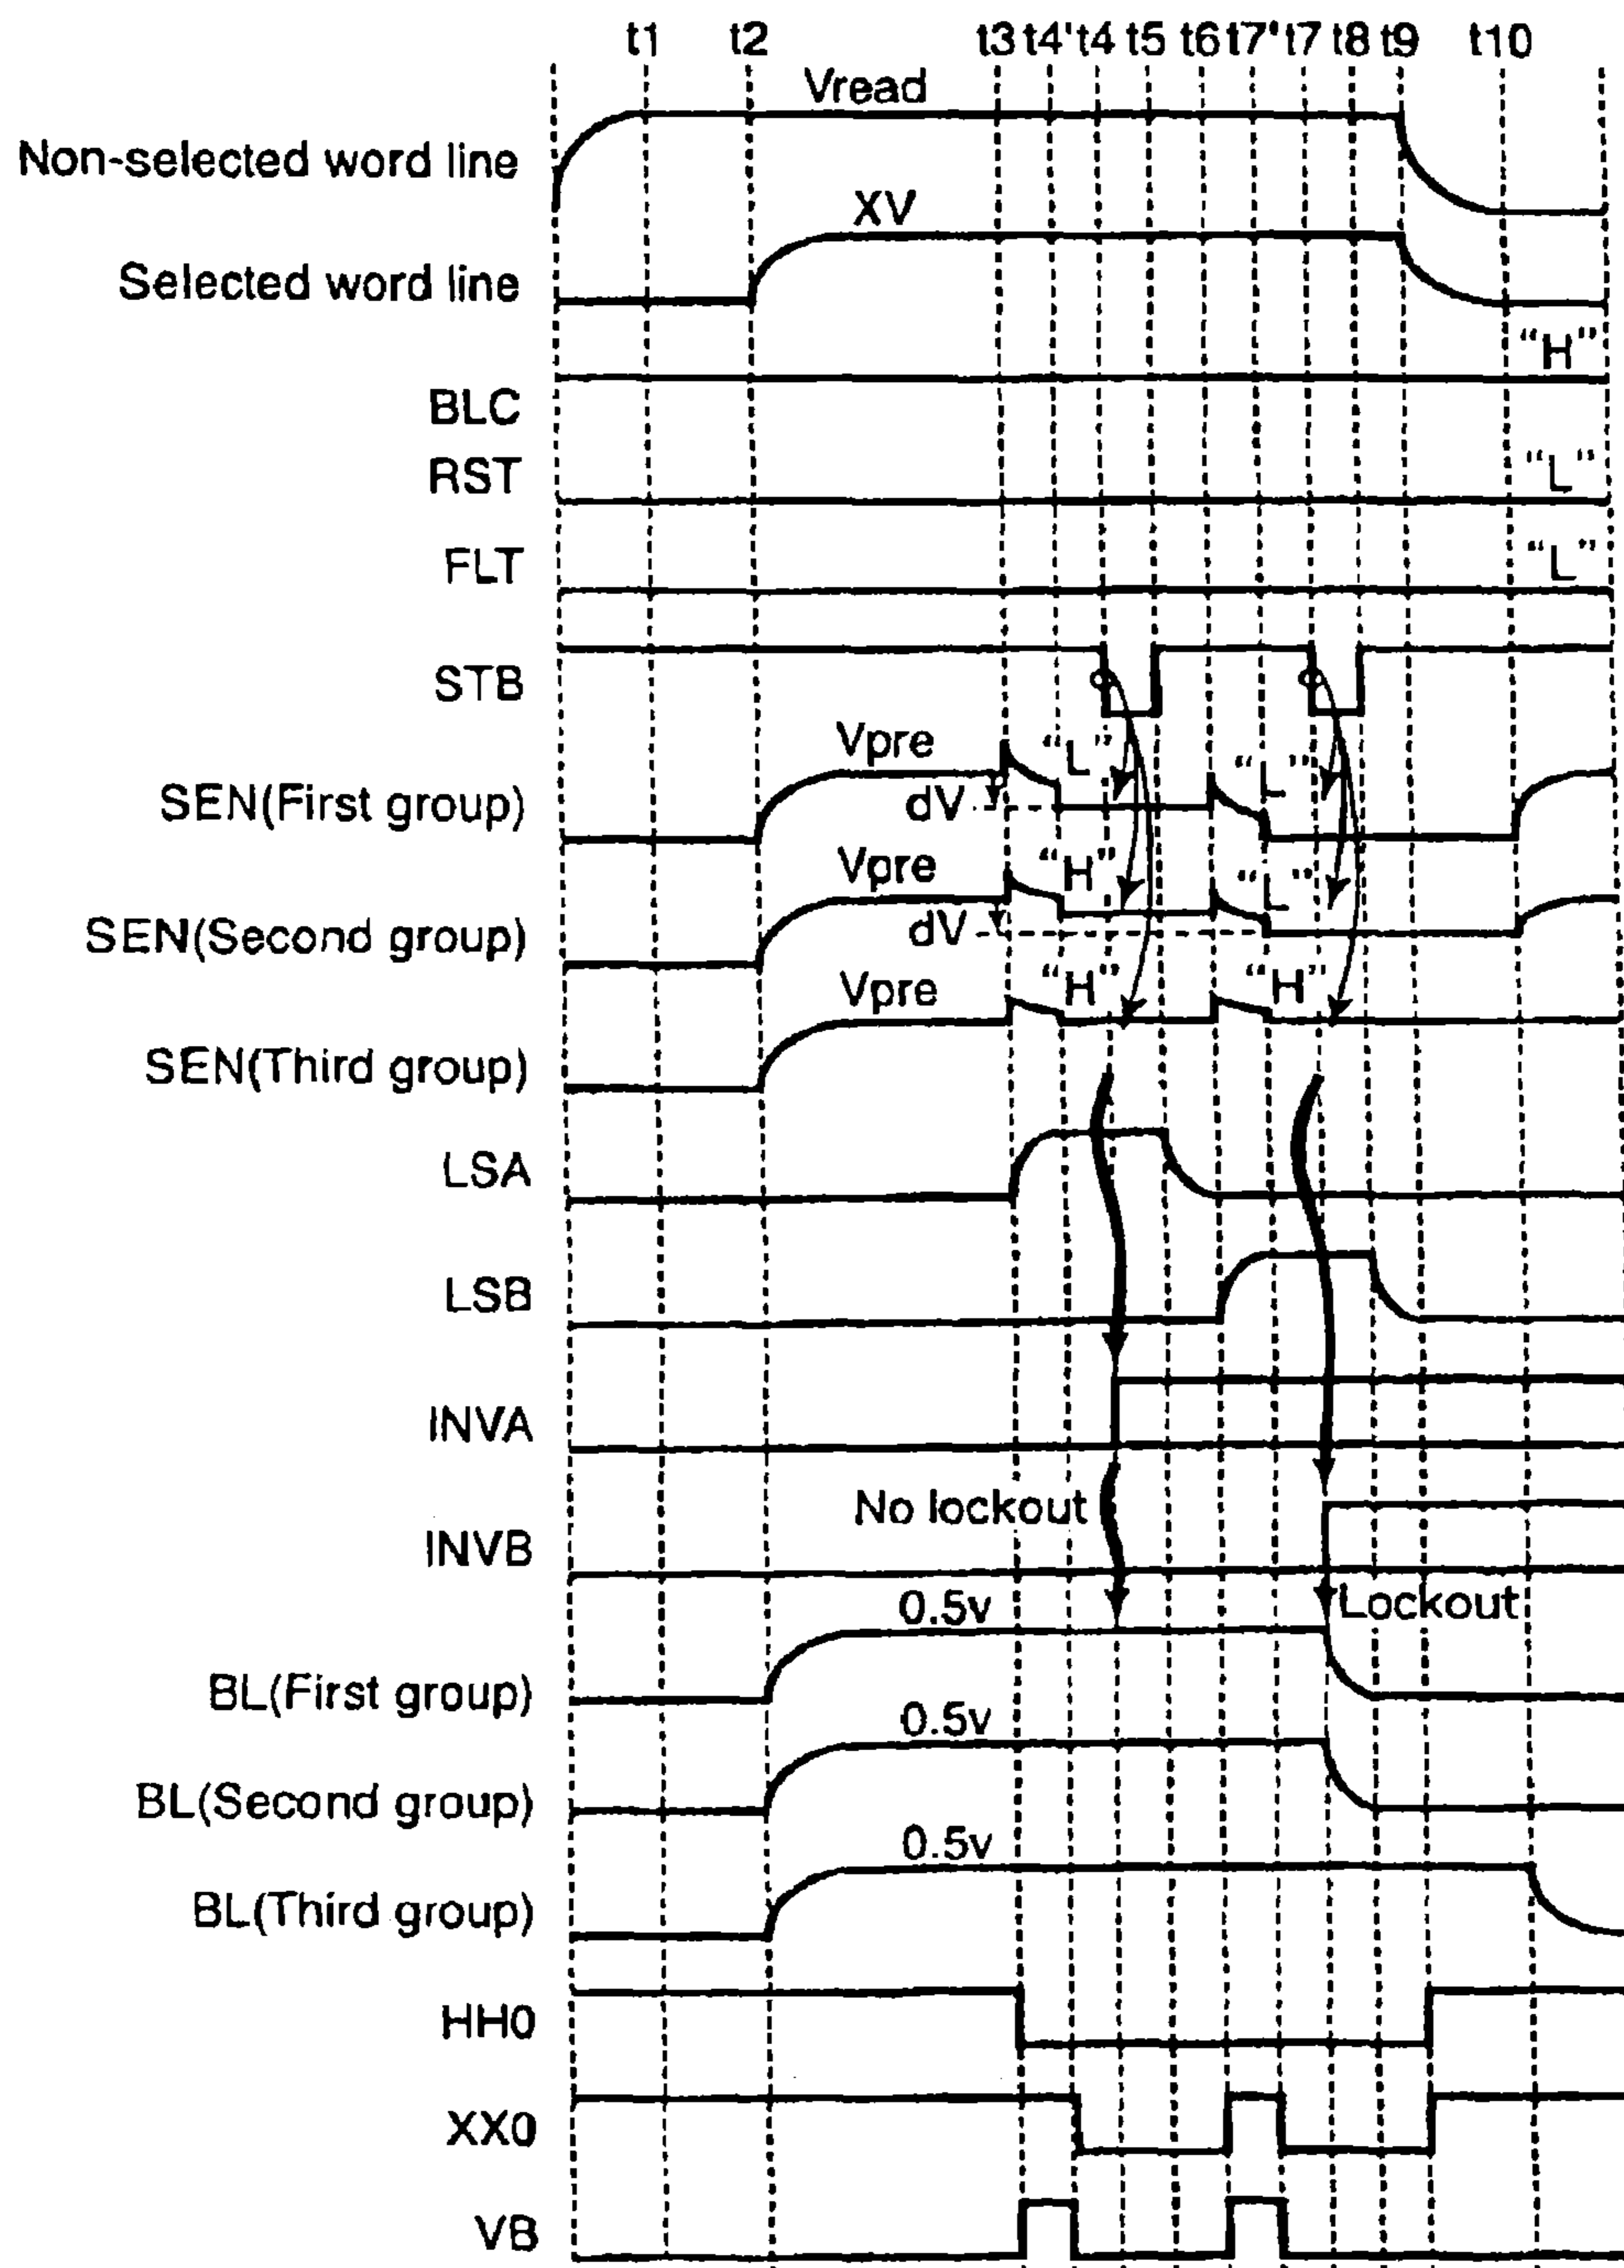 t1 t2 t3 t4' t4 t5 t6 t7' t7 t8 t9 t10
Vread
Non-selected word line
XV
Selected word line
"H"
BLC
RST "L"
FLT "L"
STB
Vpre "L" "L"
SEN(First group) dV
Vpre "H" "L"
SEN(Second group) dV
Vpre "H" "H"
SEN(Third group)
LSA
LSB
INVA
No lockout
INVB
0.5v Lockout
BL(First group)
0.5v
BL(Second group)
0.5v
BL(Third group)
HH0
XX0
VB